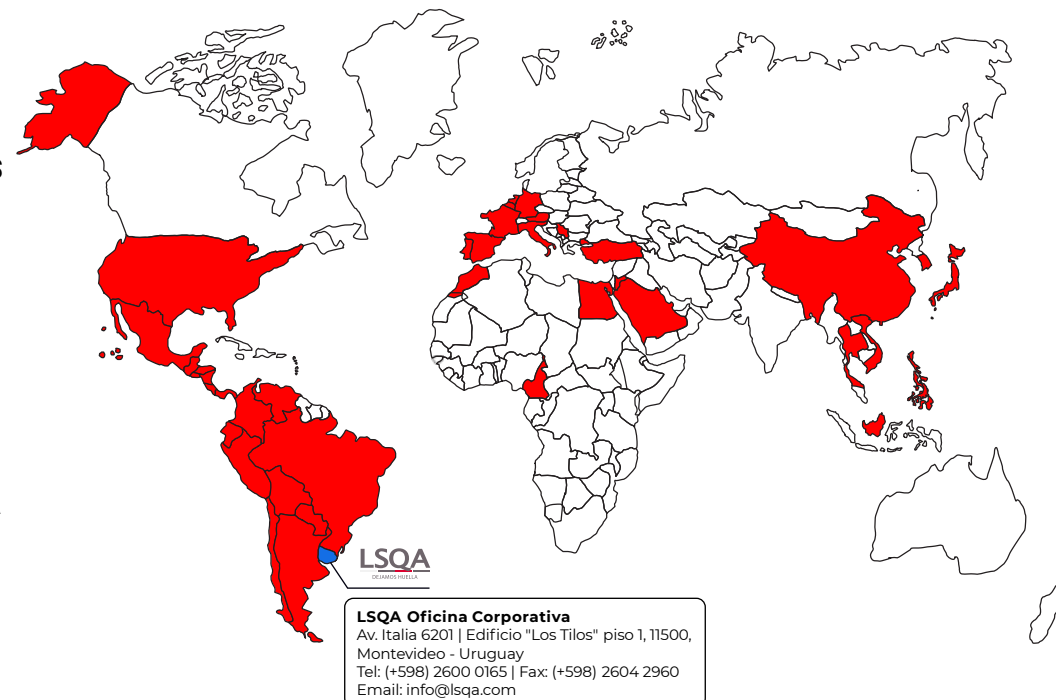 LSQA
DEJAMOS HUELLA
LSQA Oficina Corporativa
Av. Italia 6201 | Edificio "Los Tilos" piso 1, 11500,
Montevideo - Uruguay
Tel: (+598) 2600 0165 | Fax: (+598) 2604 2960
Email: info@lsqa.com